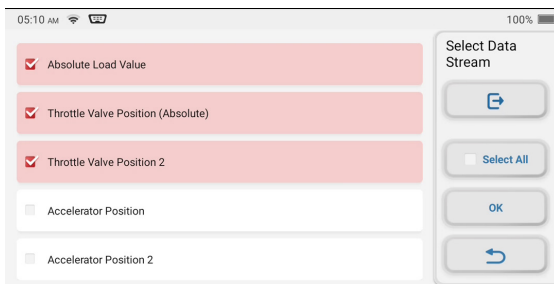 05:10 AM
100%
Absolute Load Value
Throttle Valve Position (Absolute)
Throttle Valve Position 2
Accelerator Position
Accelerator Position 2
Select Data
Stream
Select All
OK